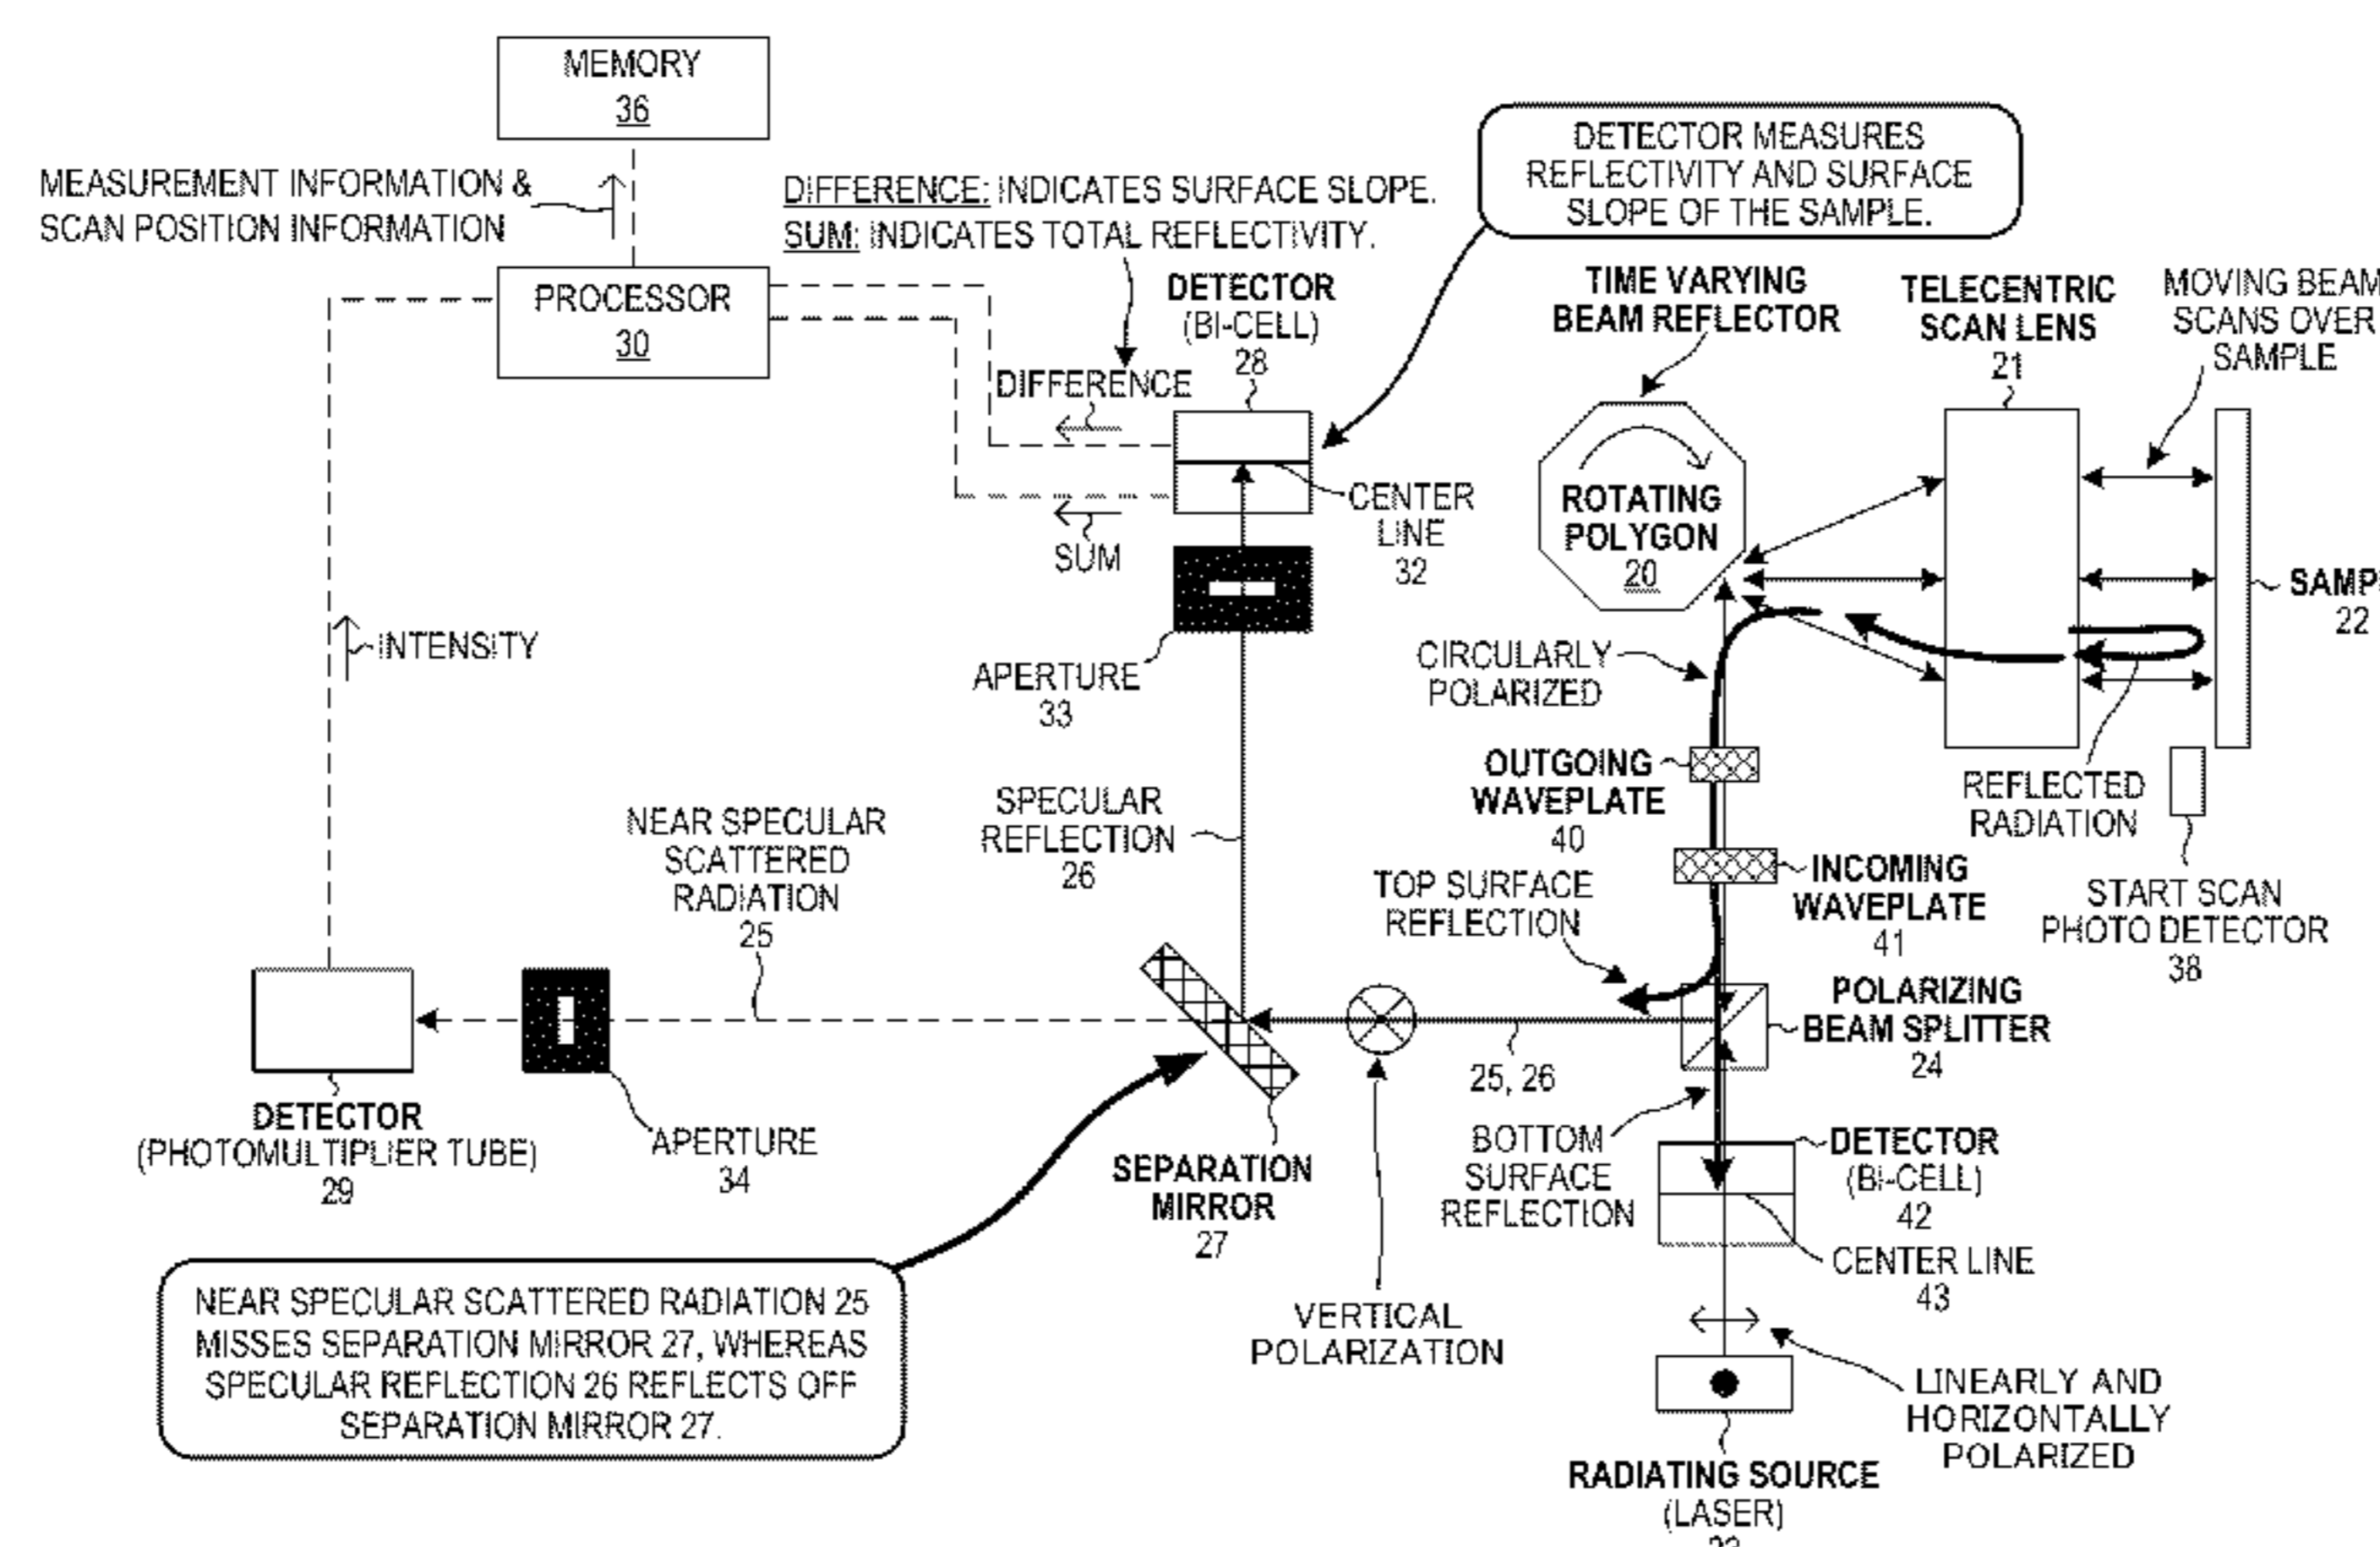 MEMORY
36
MEASUREMENT INFORMATION &
SCAN POSITION INFORMATION
DIFFERENCE: INDICATES SURFACE SLOPE.
SUM: INDICATES TOTAL REFLECTIVITY.
DETECTOR MEASURES
REFLECTIVITY AND SURFACE
SLOPE OF THE SAMPLE.
PROCESSOR
30
DETECTOR
(BI-CELL)
28
DIFFERENCE
SUM
CENTER
LINE
32
TIME VARYING
BEAM REFLECTOR
ROTATING
POLYGON
20
TELECENTRIC
SCAN LENS
21
MOVING BEAM
SCANS OVER
SAMPLE
22
INTENSITY
APERTURE
33
CIRCULARLY
POLARIZED
OUTGOING
WAVEPLATE
40
REFLECTED
RADIATION
NEAR SPECULAR
SCATTERED
RADIATION
25
SPECULAR
REFLECTION
26
TOP SURFACE
REFLECTION
INCOMING
WAVEPLATE
41
START SCAN
PHOTO DETECTOR
38
POLARIZING
BEAM SPLITTER
24
25, 26
DETECTOR
(PHOTOMULTIPLIER TUBE)
29
APERTURE
34
SEPARATION
MIRROR
27
BOTTOM
SURFACE
REFLECTION
DETECTOR
(BI-CELL)
42
CENTER LINE
43
NEAR SPECULAR SCATTERED RADIATION 25
MISSES SEPARATION MIRROR 27, WHEREAS
SPECULAR REFLECTION 26 REFLECTS OFF
SEPARATION MIRROR 27.
VERTICAL
POLARIZATION
LINEARLY AND
HORIZONTALLY
POLARIZED
RADIATING SOURCE
(LASER)